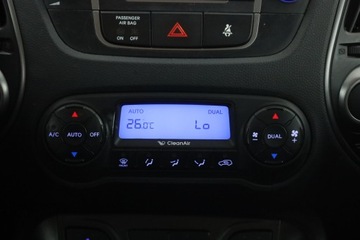 PASSENGER
AIR BAG
ON OFF
AUTO DUAL
26.0C Lo
A/C AUTO OFF
DUAL
CleanAir